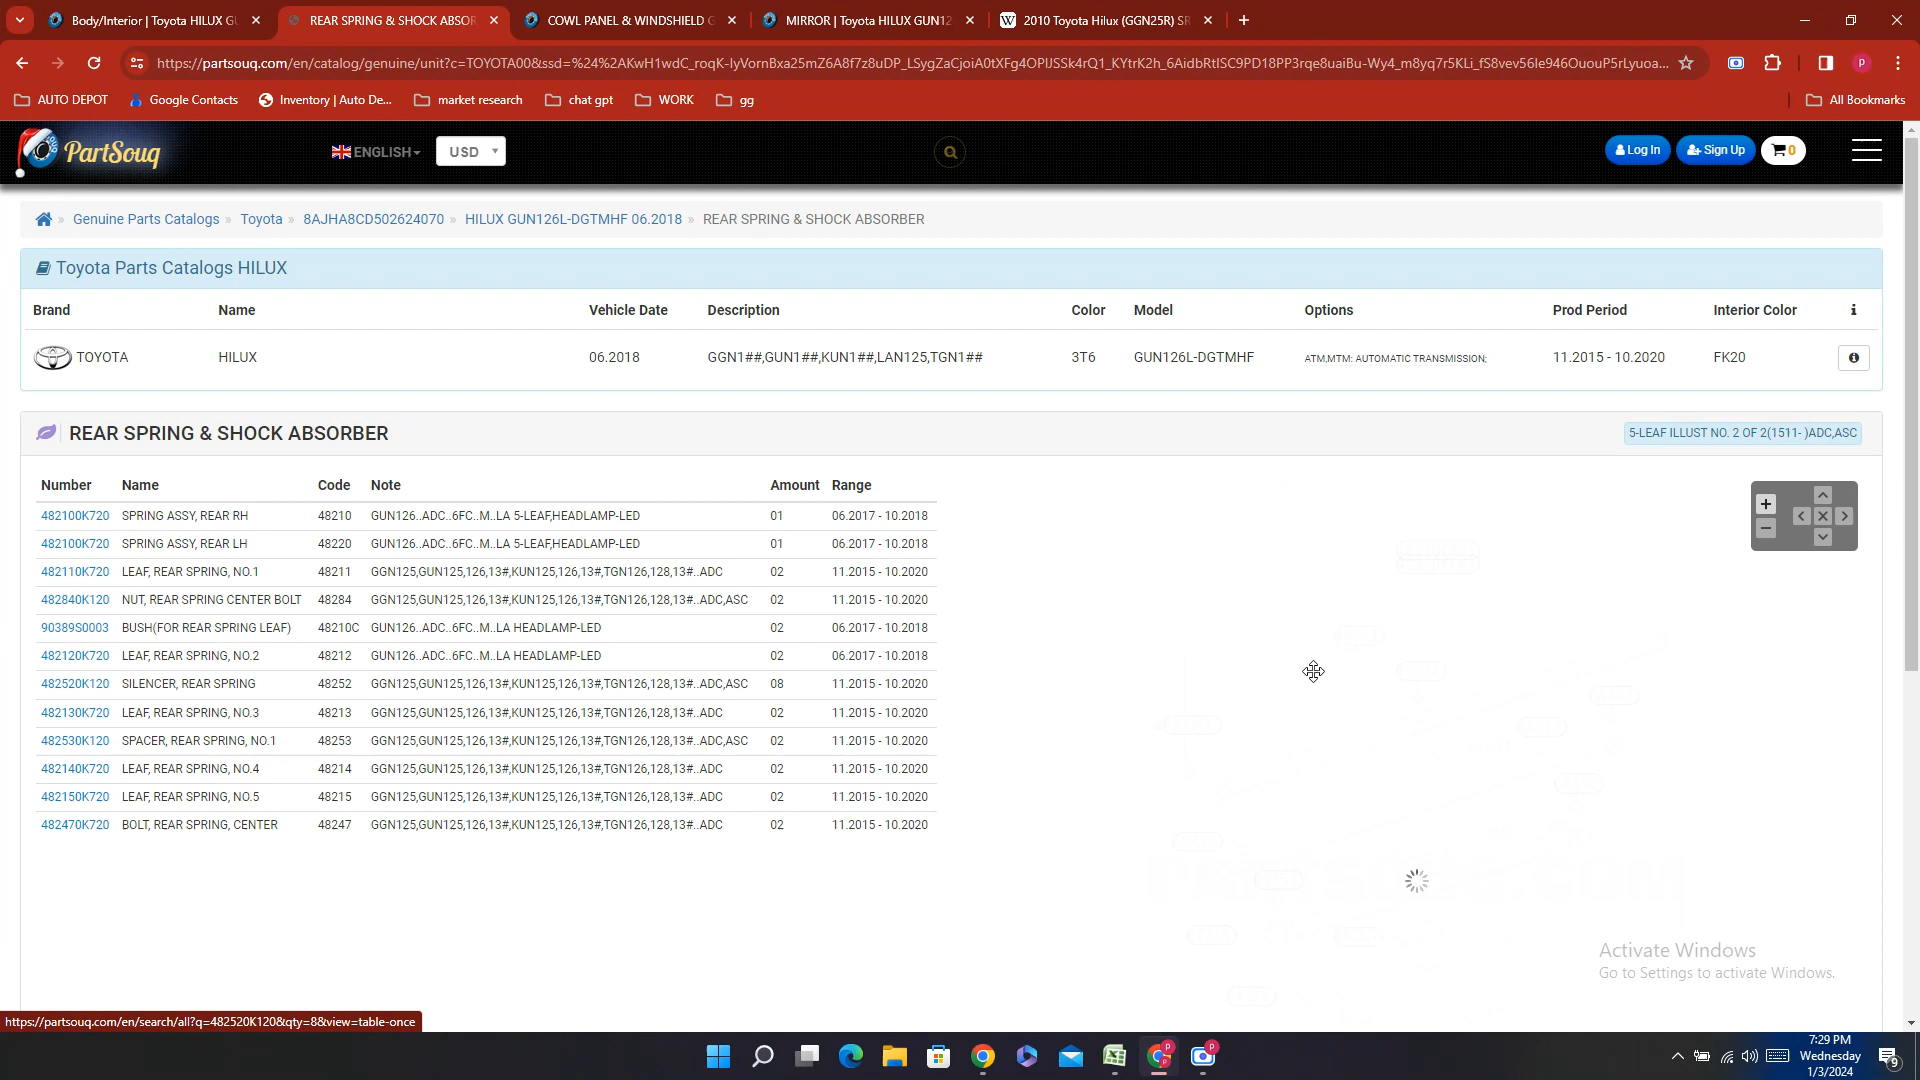 Body/Interior | Toyota HILUX GU
REAR SPRING & SHOCK ABSOR
COWL PANEL & WINDSHIELD G
MIRROR | Toyota HILUX GUN12
W 2010 Toyota Hilux (GGN25R) SR
https://partsouq.com/en/catalog/genuine/unit?c=TOYOTA00&ssd=%24%2AKwH1wdC_roqK-IyVornBxa25mZ6A8f7z8uDP_LSygZaCjoiA0tXFg4OPIJSSk4rQ1_KYtrK2h_6AidbRtISC9PD18PP3rqe8uaiBu-Wy4_m8yq7r5KLi_fS8vev56Ie946OuouP5rLyuoa...
P
AUTO DEPOT
Google Contacts
Inventory | Auto De...
market research
chat gpt
WORK
gg
All Bookmarks
PartSouq
ENGLISH
USD
Log In
Sign Up
0
» Genuine Parts Catalogs » Toyota » 8AJHA8CD502624070 » HILUX GUN126L-DGTMHF 06.2018 » REAR SPRING & SHOCK ABSORBER
Toyota Parts Catalogs HILUX
Brand Name Vehicle Date Description Color Model Options Prod Period Interior Color i
TOYOTA HILUX 06.2018 GGN1##,GUN1##,KUN1##,LAN125,TGN1## 3T6 GUN126L-DGTMHF ATM,MTM: AUTOMATIC TRANSMISSION; 11.2015 - 10.2020 FK20
REAR SPRING & SHOCK ABSORBER
5-LEAF ILLUST NO. 2 OF 2(1511- )ADC,ASC
Number Name Code Note Amount Range
482100K720 SPRING ASSY, REAR RH 48210 GUN126..ADC..6FC..M..LA 5-LEAF,HEADLAMP-LED 01 06.2017 - 10.2018
482100K720 SPRING ASSY, REAR LH 48220 GUN126..ADC..6FC..M..LA 5-LEAF,HEADLAMP-LED 01 06.2017 - 10.2018
482110K720 LEAF, REAR SPRING, NO.1 48211 GGN125,GUN125,126,13#,KUN125,126,13#,TGN126,128,13#..ADC 02 11.2015 - 10.2020
482840K120 NUT, REAR SPRING CENTER BOLT 48284 GGN125,GUN125,126,13#,KUN125,126,13#,TGN126,128,13#..ADC,ASC 02 11.2015 - 10.2020
90389S0003 BUSH(FOR REAR SPRING LEAF) 48210C GUN126..ADC..6FC..M..LA HEADLAMP-LED 02 06.2017 - 10.2018
482120K720 LEAF, REAR SPRING, NO.2 48212 GUN126..ADC..6FC..M..LA HEADLAMP-LED 02 06.2017 - 10.2018
482520K120 SILENCER, REAR SPRING 48252 GGN125,GUN125,126,13#,KUN125,126,13#,TGN126,128,13#..ADC,ASC 08 11.2015 - 10.2020
482130K720 LEAF, REAR SPRING, NO.3 48213 GGN125,GUN125,126,13#,KUN125,126,13#,TGN126,128,13#..ADC 02 11.2015 - 10.2020
482530K120 SPACER, REAR SPRING, NO.1 48253 GGN125,GUN125,126,13#,KUN125,126,13#,TGN126,128,13#..ADC,ASC 02 11.2015 - 10.2020
482140K720 LEAF, REAR SPRING, NO.4 48214 GGN125,GUN125,126,13#,KUN125,126,13#,TGN126,128,13#..ADC 02 11.2015 - 10.2020
482150K720 LEAF, REAR SPRING, NO.5 48215 GGN125,GUN125,126,13#,KUN125,126,13#,TGN126,128,13#..ADC 02 11.2015 - 10.2020
482470K720 BOLT, REAR SPRING, CENTER 48247 GGN125,GUN125,126,13#,KUN125,126,13#,TGN126,128,13#..ADC 02 11.2015 - 10.2020
Activate Windows
Go to Settings to activate Windows.
https://partsouq.com/en/search/all?q=482520K120&qty=8&view=table-once
7:29 PM
Wednesday
1/3/2024
9